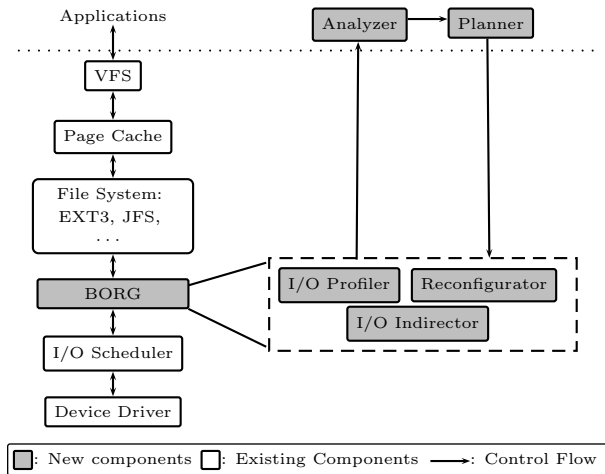 Applications
Analyzer
Planner
VFS
Page Cache
File System:
EXT3, JFS,
. . .
BORG
I/O Profiler
Reconfigurator
I/O Indirector
I/O Scheduler
Device Driver
: New components : Existing Components : Control Flow